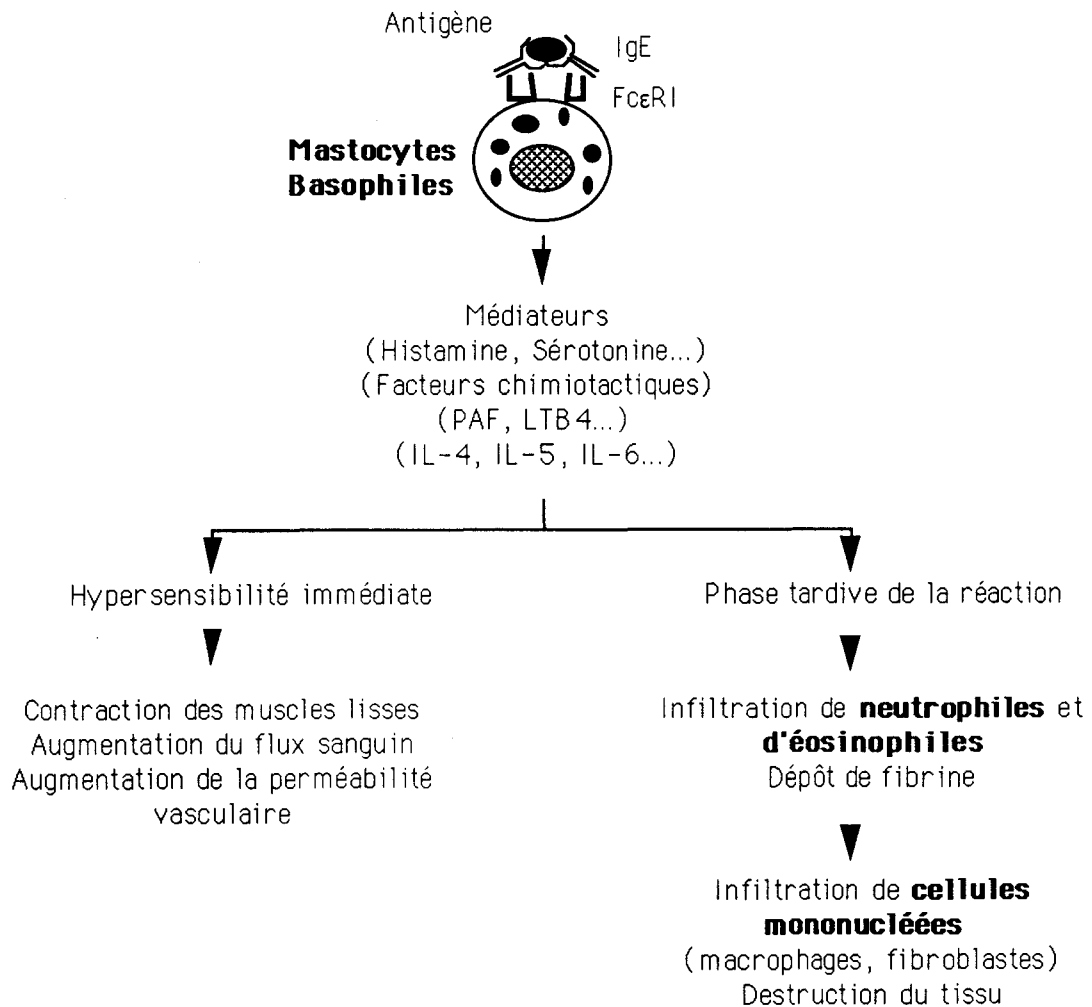 Antigène
IgE
FcεRI
Mastocytes
Basophiles
Médiateurs
(Histamine, Sérotonine...)
(Facteurs chimiotactiques)
(PAF, LTB4...)
(IL-4, IL-5, IL-6...)
Hypersensibilité immédiate
Phase tardive de la réaction
Contraction des muscles lisses
Augmentation du flux sanguin
Augmentation de la perméabilité
vasculaire
Infiltration de neutrophiles et
d'éosinophiles
Dépôt de fibrine
Infiltration de cellules
mononucléées
(macrophages, fibroblastes)
Destruction du tissu